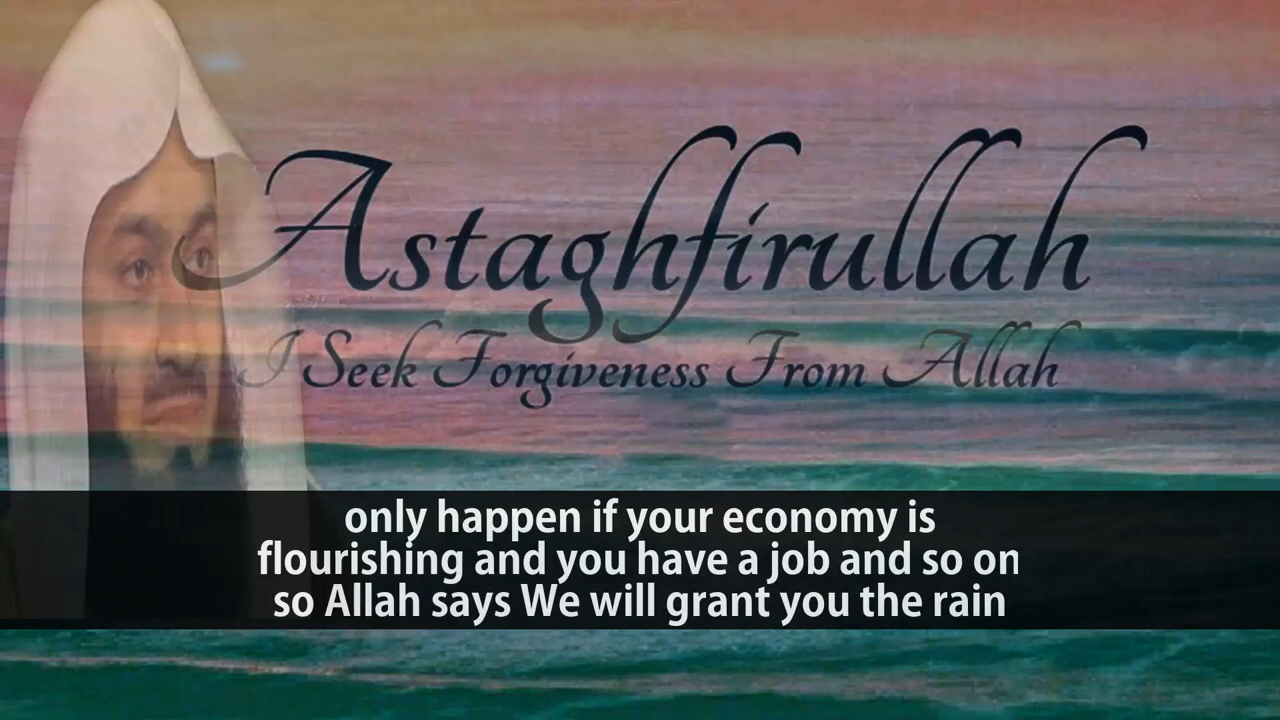 Astaghfirullah
I Seek Forgiveness From Allah
only happen if your economy is
flourishing and you have a job and so on
so Allah says We will grant you the rain